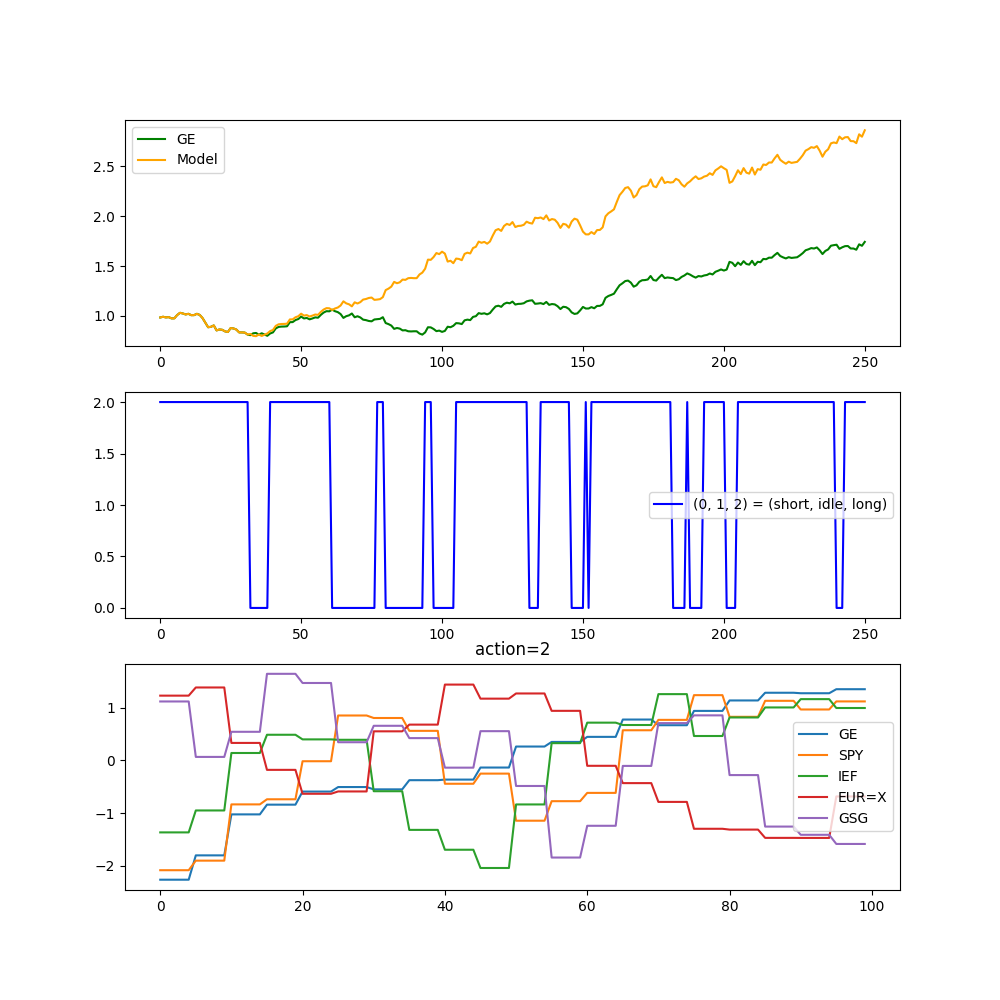 GE
Model
2.5
2.0
1.5
1.0
0 50 100 150 200 250
2.0
1.5
1.0
0.5
0.0
(0, 1, 2) = (short, idle, long)
0 50 100 150 200 250
action=2
1
0
−1
−2
GE
SPY
IEF
EUR=X
GSG
0 20 40 60 80 100